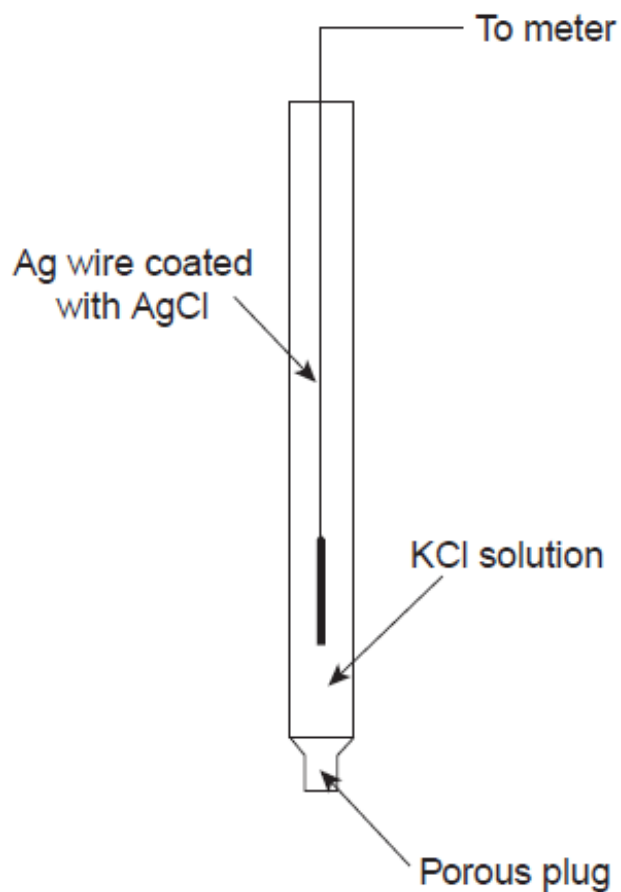 To meter
Ag wire coated
with AgCl
KCl solution
Porous plug